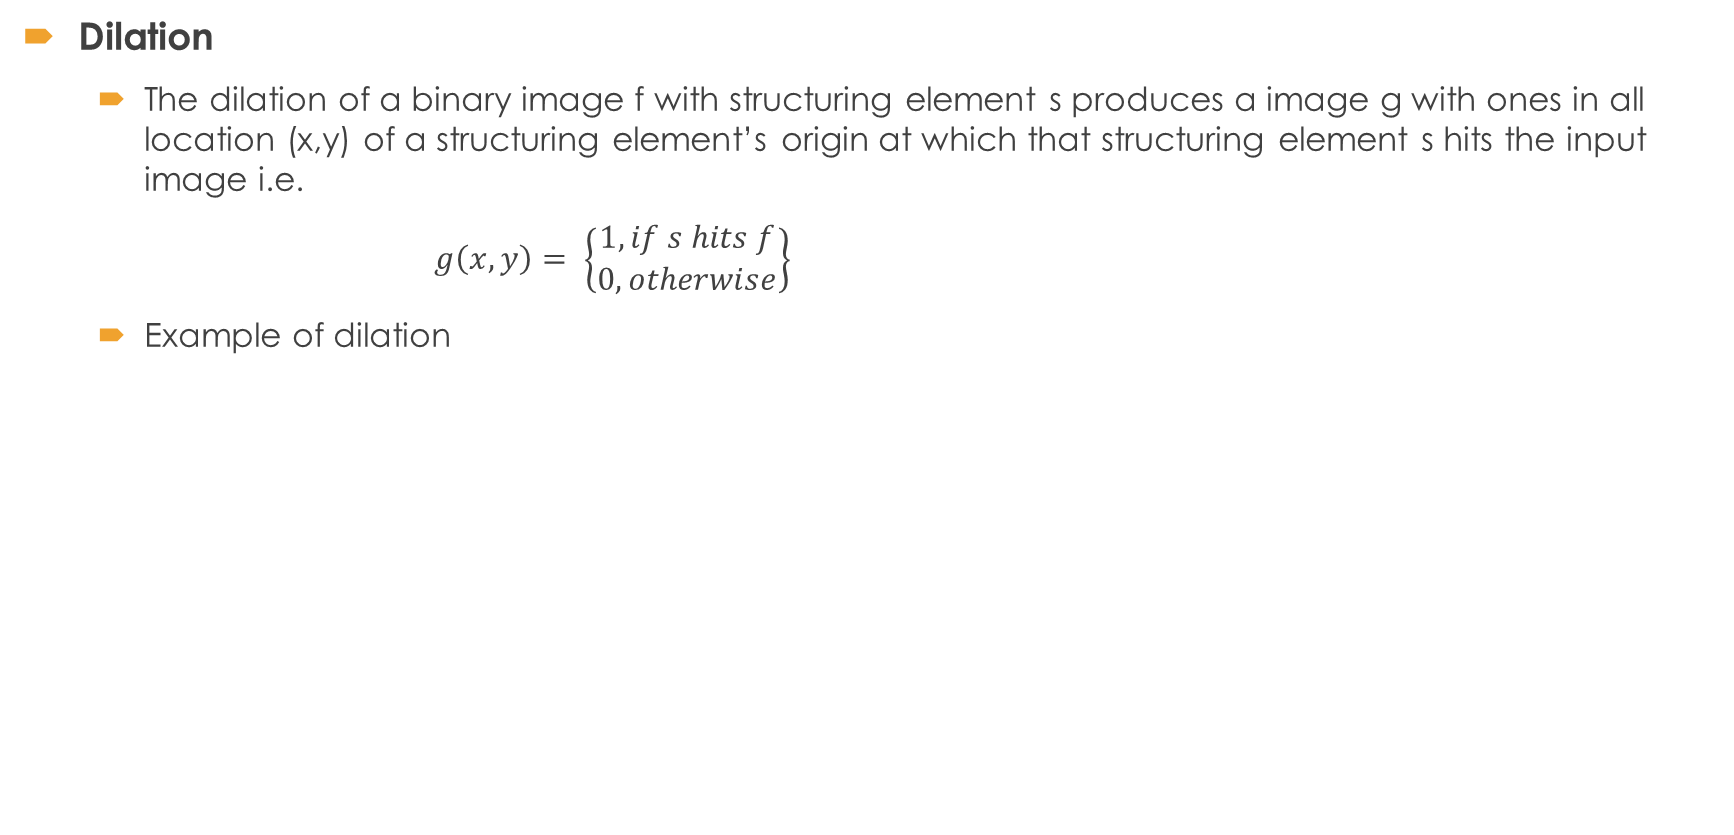 Dilation
The dilation of a binary image f with structuring element s produces a image g with ones in all
location (x,y) of a structuring element’s origin at which that structuring element s hits the input
image i.e.
g(x, y) = {1, if s hits f
0, otherwise}
Example of dilation